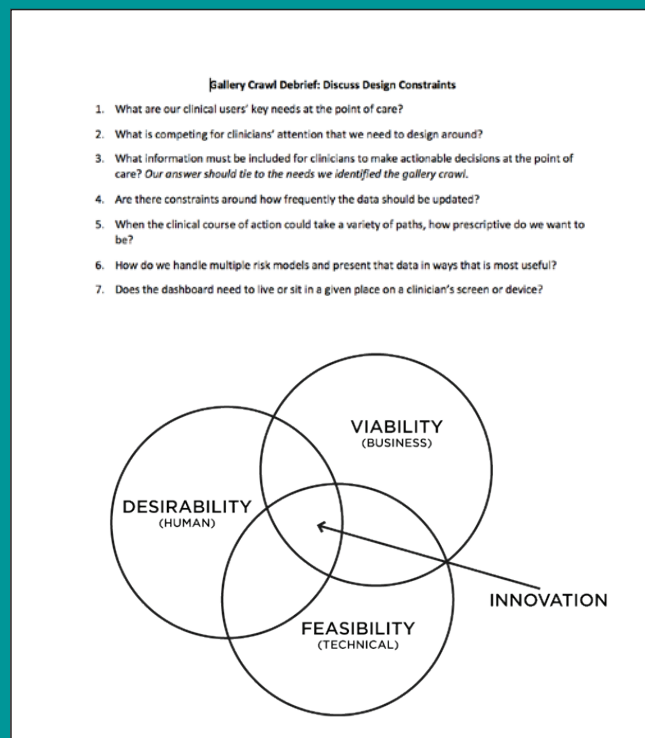 Gallery Crawl Debrief: Discuss Design Constraints
1. What are our clinical users' key needs at the point of care?
2. What is competing for clinicians' attention that we need to design around?
3. What information must be included for clinicians to make actionable decisions at the point of
care? Our answer should tie to the needs we identified the gallery crawl.
4. Are there constraints around how frequently the data should be updated?
5. When the clinical course of action could take a variety of paths, how prescriptive do we want to
be?
6. How do we handle multiple risk models and present that data in ways that is most useful?
7. Does the dashboard need to live or sit in a given place on a clinician's screen or device?
VIABILITY
(BUSINESS)
DESIRABILITY
(HUMAN)
INNOVATION
FEASIBILITY
(TECHNICAL)